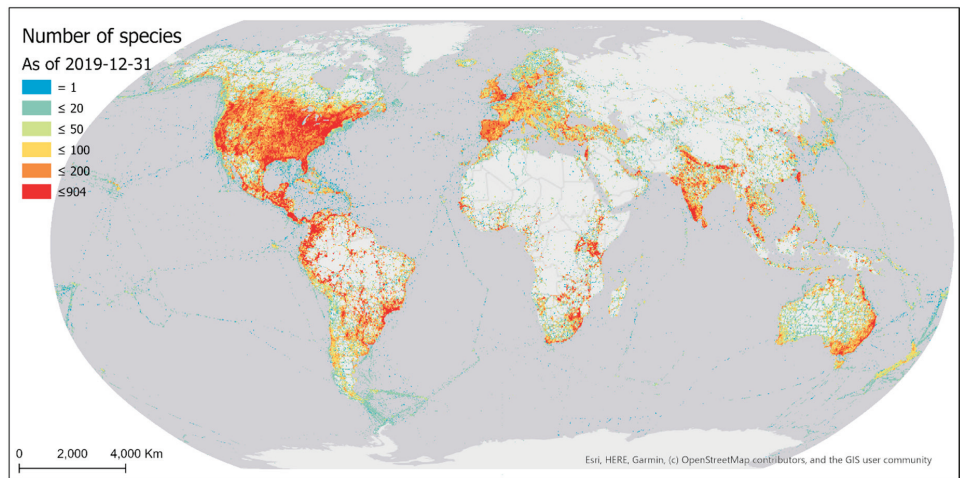 Number of species
As of 2019-12-31
= 1
≤ 20
≤ 50
≤ 100
≤ 200
≤904
0 2,000 4,000 Km
Esri, HERE, Garmin, (c) OpenStreetMap contributors, and the GIS user community